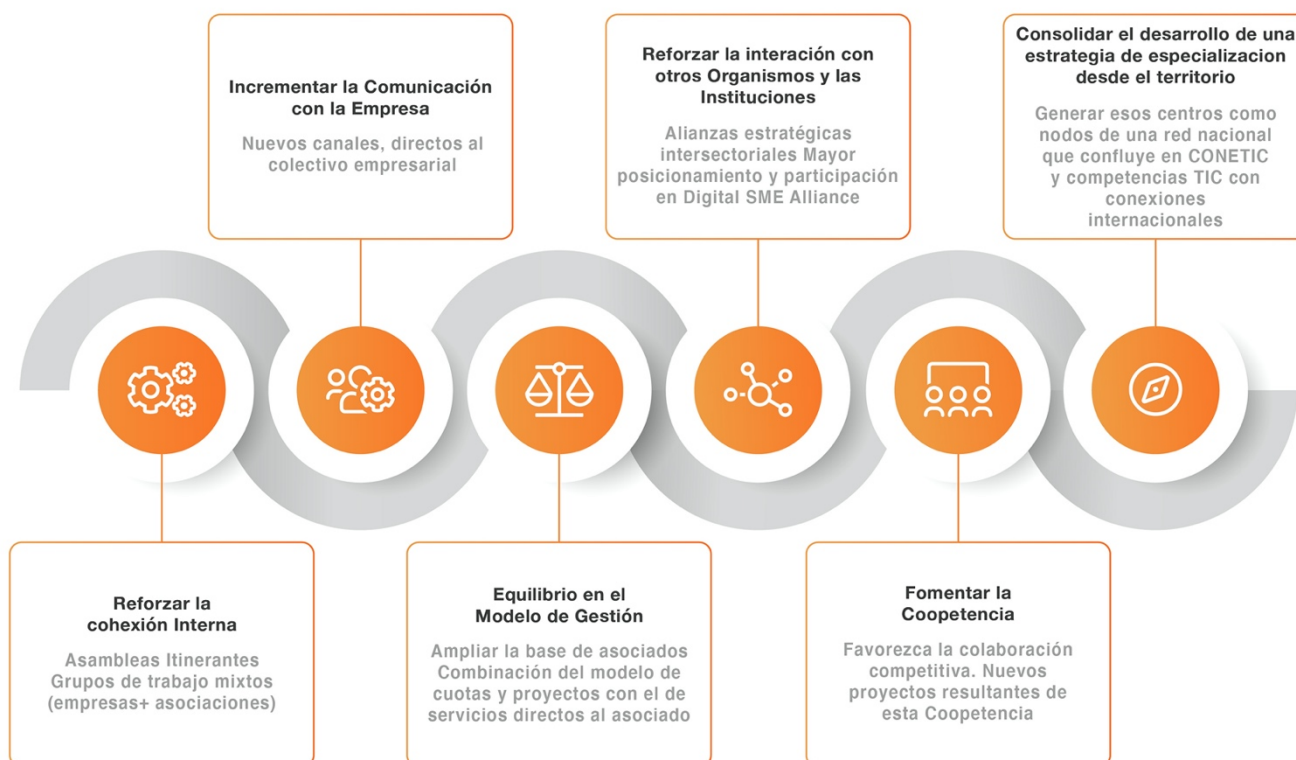 Incrementar la Comunicación
con la Empresa
Nuevos canales, directos al
colectivo empresarial
Reforzar la interación con
otros Organismos y las
Instituciones
Alianzas estratégicas
intersectoriales Mayor
posicionamiento y participación
en Digital SME Alliance
Consolidar el desarrollo de una
estrategia de especializacion
desde el territorio
Generar esos centros como
nodos de una red nacional
que confluye en CONETIC
y competencias TIC con
conexiones
internacionales
Reforzar la
cohexión Interna
Asambleas Itinerantes
Grupos de trabajo mixtos
(empresas+ asociaciones)
Equilibrio en el
Modelo de Gestión
Ampliar la base de asociados
Combinación del modelo de
cuotas y proyectos con el de
servicios directos al asociado
Fomentar la
Coopetencia
Favorezca la colaboración
competitiva. Nuevos
proyectos resultantes de
esta Coopetencia